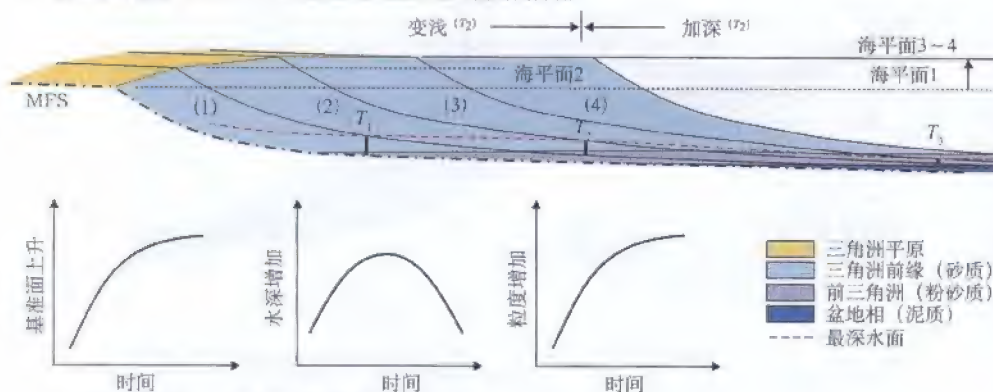 变浅 (T2)
加深 (T2)
海平面3~4
海平面2
海平面1
MFS
(1)
(2)
(3)
(4)
T1
T3
基准面上升
时间
水深增加
时间
粒度增加
时间
三角洲平原
三角洲前缘（砂质）
前三角洲（粉砂质）
盆地相（泥质）
最深水面